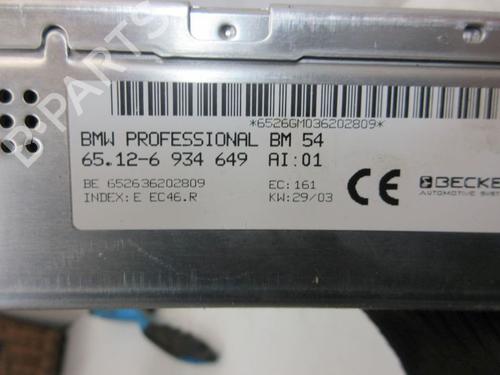 *6526GM036202809*
BMW PROFESSIONAL BM 54
65.12-6 934 649 AI:01
BE 652636202809 EC:161
INDEX:E EC46.R KW:29/03
CE BECKE
AUTOMOTIVE SYS
B-PARTS